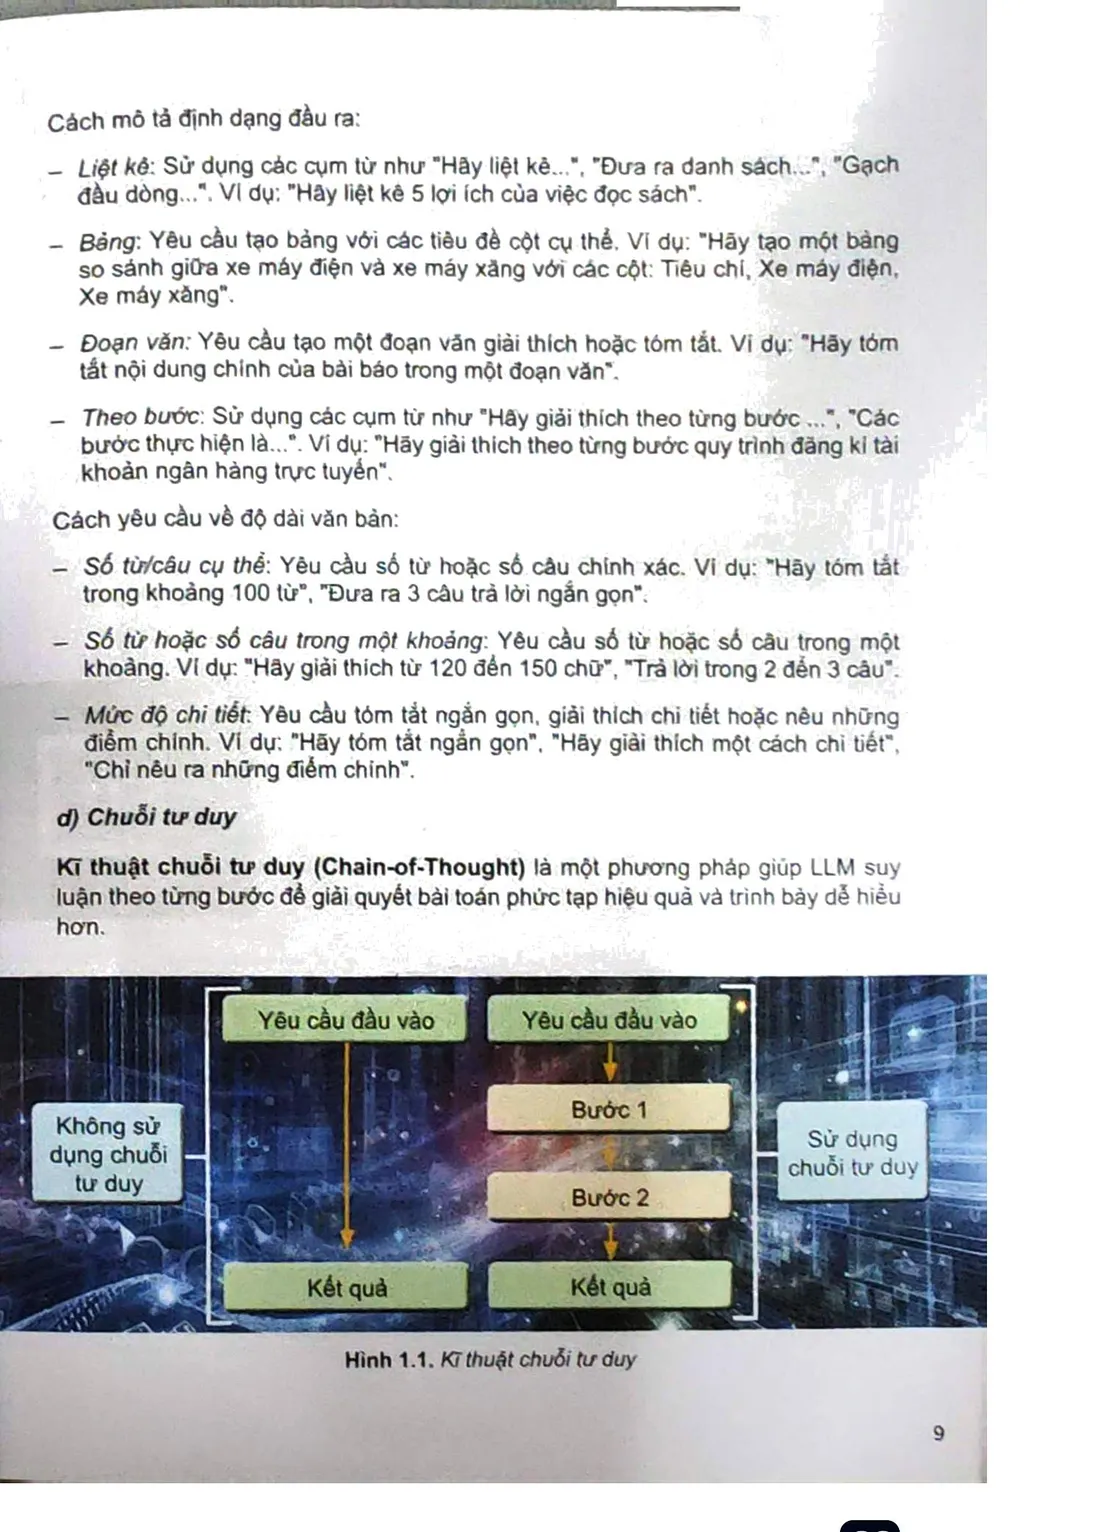 Cách mô tả định dạng đầu ra:
– Liệt kê: Sử dụng các cụm từ như "Hãy liệt kê...", "Đưa ra danh sách...", "Gạch
đầu dòng...". Ví dụ: "Hãy liệt kê 5 lợi ích của việc đọc sách".
– Bảng: Yêu cầu tạo bảng với các tiêu đề cột cụ thể. Ví dụ: "Hãy tạo một bảng
so sánh giữa xe máy điện và xe máy xăng với các cột: Tiêu chí, Xe máy điện,
Xe máy xăng".
– Đoạn văn: Yêu cầu tạo một đoạn văn giải thích hoặc tóm tắt. Ví dụ: "Hãy tóm
tắt nội dung chính của bài báo trong một đoạn văn".
– Theo bước: Sử dụng các cụm từ như "Hãy giải thích theo từng bước ...", "Các
bước thực hiện là...". Ví dụ: "Hãy giải thích theo từng bước quy trình đăng kí tài
khoản ngân hàng trực tuyến".
Cách yêu cầu về độ dài văn bản:
– Số từ/câu cụ thể: Yêu cầu số từ hoặc số câu chính xác. Ví dụ: "Hãy tóm tắt
trong khoảng 100 từ", "Đưa ra 3 câu trả lời ngắn gọn".
– Số từ hoặc số câu trong một khoảng: Yêu cầu số từ hoặc số câu trong một
khoảng. Ví dụ: "Hãy giải thích từ 120 đến 150 chữ", "Trả lời trong 2 đến 3 câu".
– Mức độ chi tiết: Yêu cầu tóm tắt ngắn gọn, giải thích chi tiết hoặc nêu những
điểm chính. Ví dụ: "Hãy tóm tắt ngắn gọn", "Hãy giải thích một cách chi tiết",
"Chỉ nêu ra những điểm chính".
d) Chuỗi tư duy
Kĩ thuật chuỗi tư duy (Chain-of-Thought) là một phương pháp giúp LLM suy
luận theo từng bước để giải quyết bài toán phức tạp hiệu quả và trình bày dễ hiểu
hơn.
Không sử
dụng chuỗi
tư duy
Yêu cầu đầu vào
Kết quả
Yêu cầu đầu vào
Bước 1
Bước 2
Kết quả
Sử dụng
chuỗi tư duy
Hình 1.1. Kĩ thuật chuỗi tư duy
9